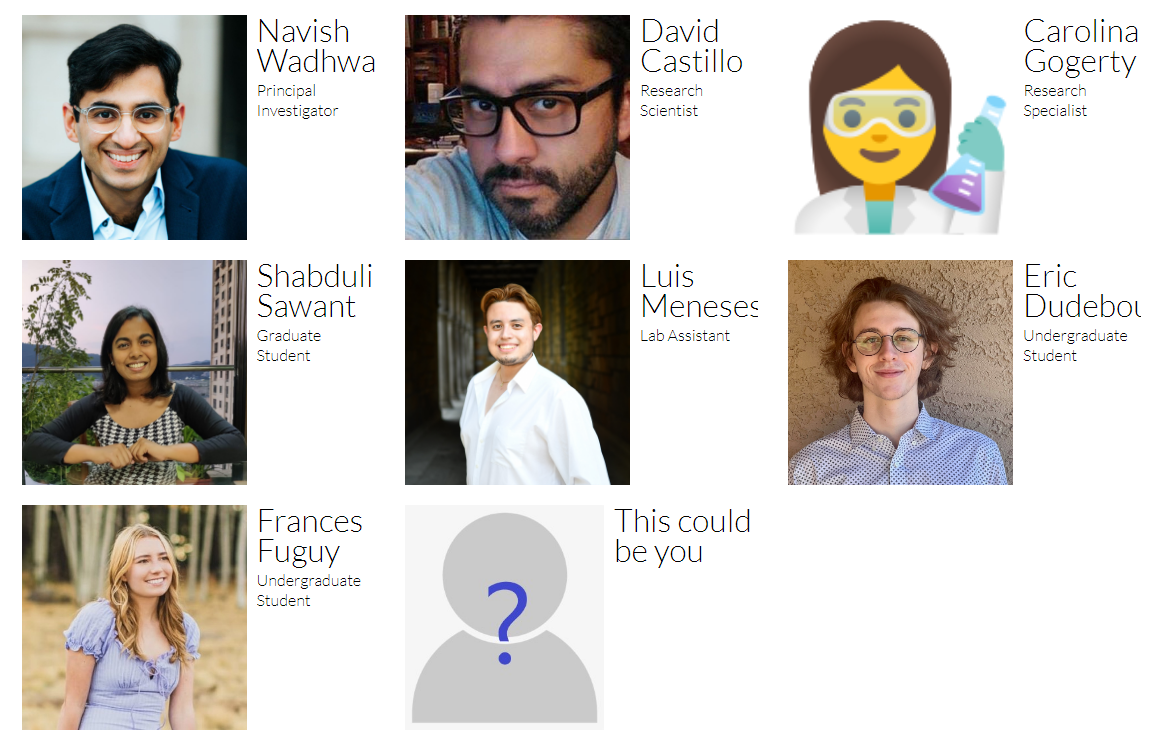 Navish
Wadhwa
Principal
Investigator
David
Castillo
Research
Scientist
Carolina
Gogerty
Research
Specialist
Shabduli
Sawant
Graduate
Student
Luis
Meneses
Lab Assistant
Eric
Dudebou
Undergraduate
Student
Frances
Fuguy
Undergraduate
Student
?
This could
be you